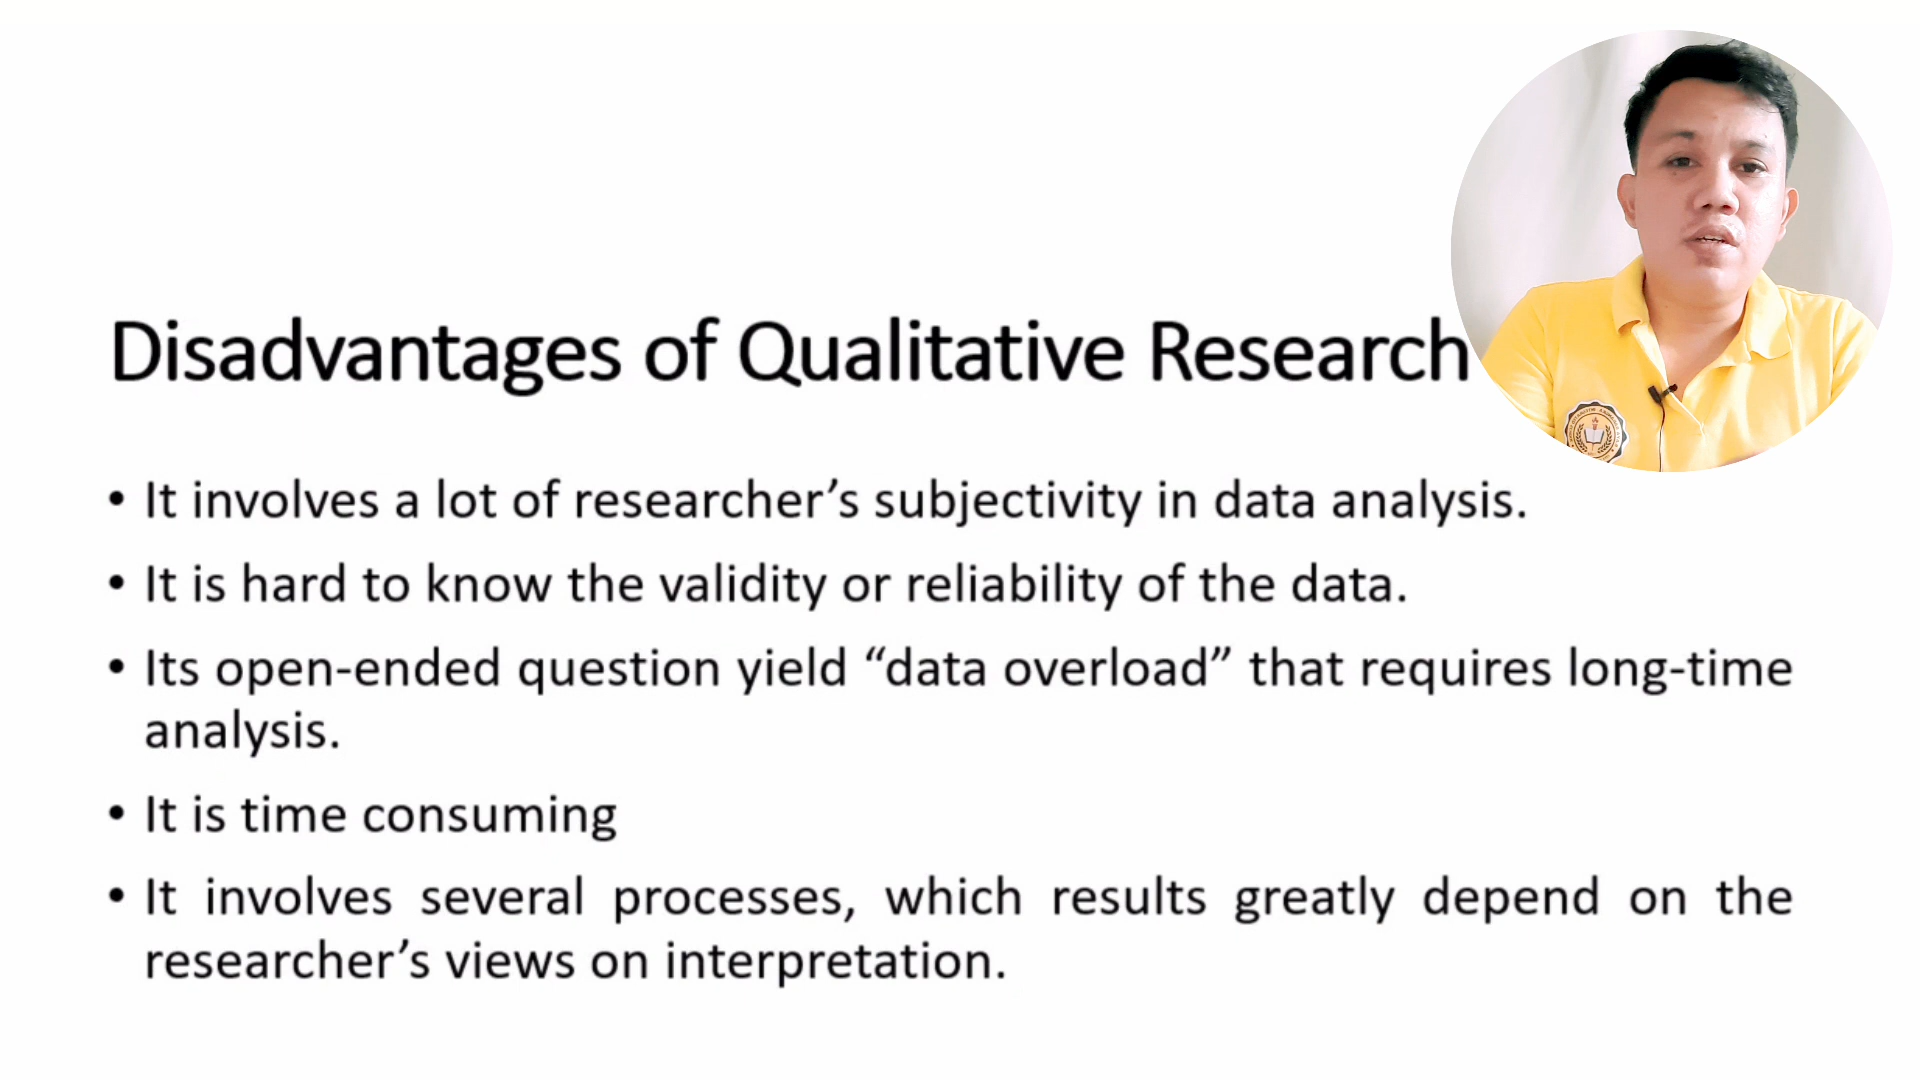 Disadvantages of Qualitative Research
• It involves a lot of researcher’s subjectivity in data analysis.
• It is hard to know the validity or reliability of the data.
• Its open-ended question yield “data overload” that requires long-time
analysis.
• It is time consuming
• It involves several processes, which results greatly depend on the
researcher’s views on interpretation.